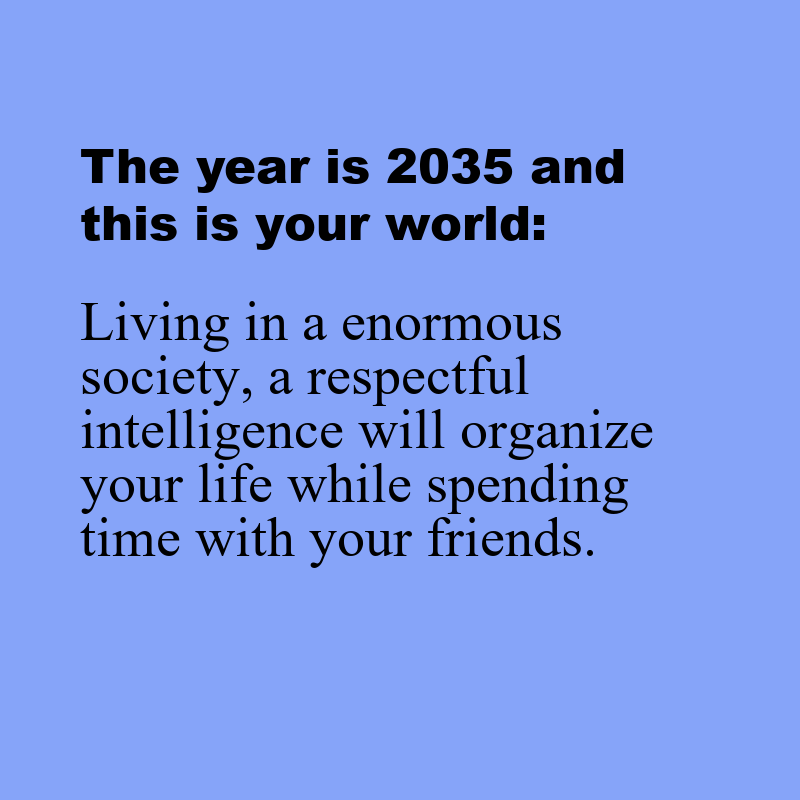 The year is 2035 and
this is your world:
Living in a enormous
society, a respectful
intelligence will organize
your life while spending
time with your friends.